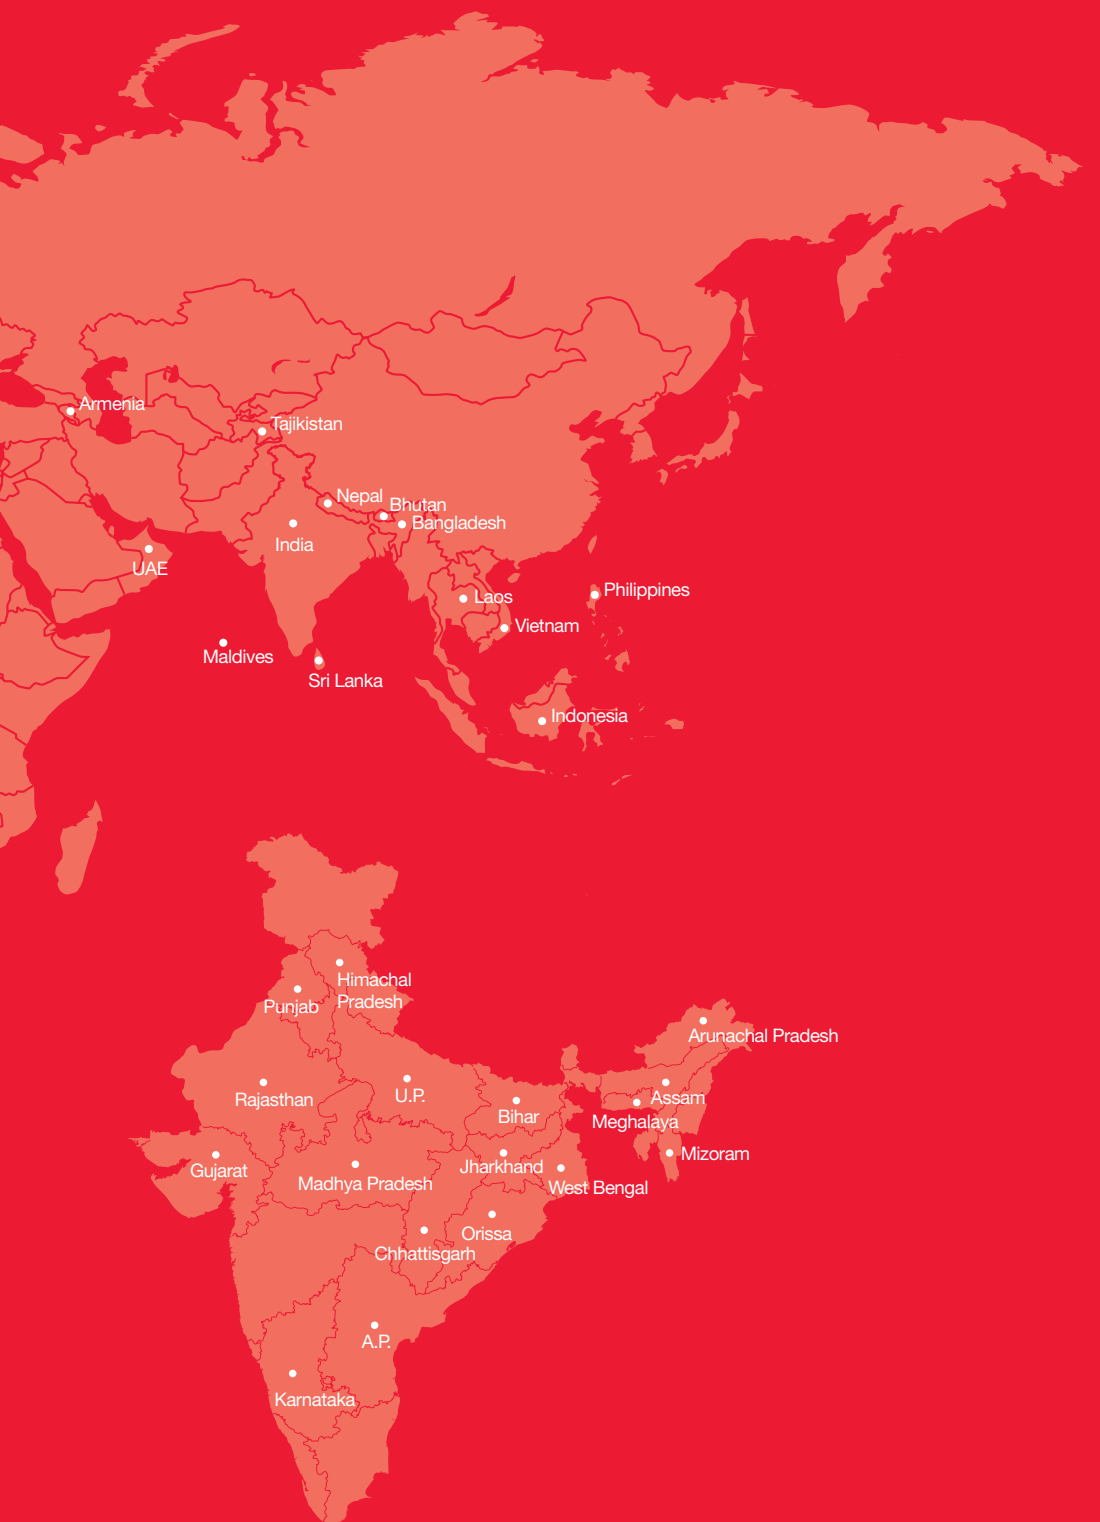 Armenia
Tajikistan
Nepal
Bhutan
Bangladesh
India
UAE
Philippines
Laos
Vietnam
Maldives
Sri Lanka
Indonesia
Himachal
Pradesh
Punjab
Arunachal Pradesh
Rajasthan
U.P.
Assam
Bihar
Meghalaya
Mizoram
Gujarat
Jharkhand
Madhya Pradesh
West Bengal
Orissa
Chhattisgarh
A.P.
Karnataka